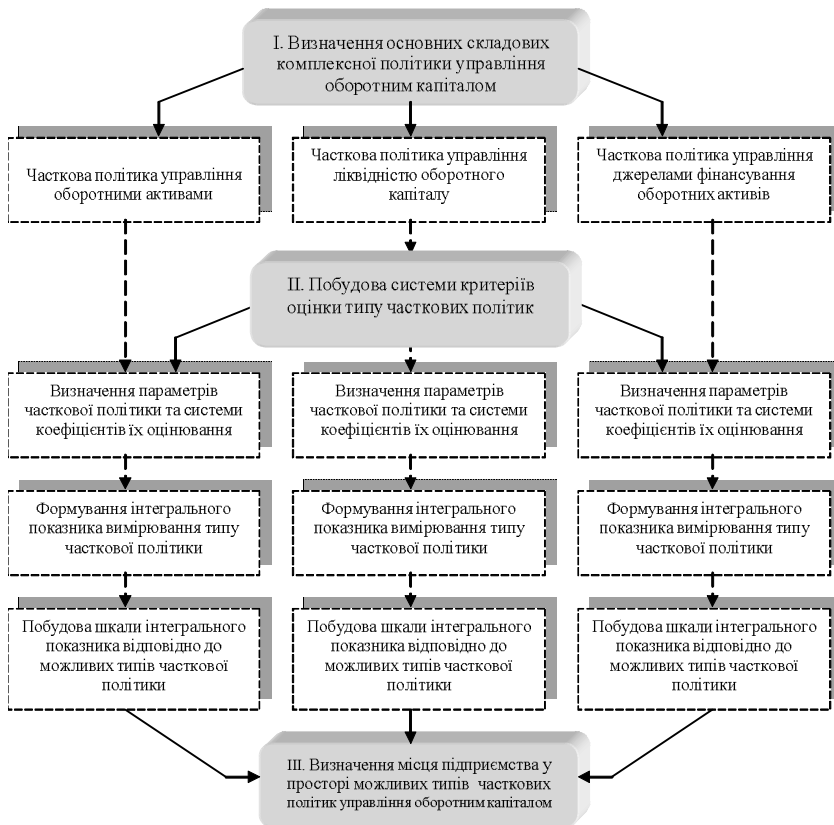 І. Визначення основних складових
комплексної політики управління
оборотним капіталом
Часткова політика управління
оборотними активами
Часткова політика управління
ліквідністю оборотного
капіталу
Часткова політика управління
джерелами фінансування
оборотних активів
ІІ. Побудова системи критеріїв
оцінки типу часткових політик
Визначення параметрів
часткової політики та системи
коефіцієнтів їх оцінювання
Визначення параметрів
часткової політики та системи
коефіцієнтів їх оцінювання
Визначення параметрів
часткової політики та системи
коефіцієнтів їх оцінювання
Формування інтегрального
показника вимірювання типу
часткової політики
Формування інтегрального
показника вимірювання типу
часткової політики
Формування інтегрального
показника вимірювання типу
часткової політики
Побудова шкали інтегрального
показника відповідно до
можливих типів часткової
політики
Побудова шкали інтегрального
показника відповідно до
можливих типів часткової
політики
Побудова шкали інтегрального
показника відповідно до
можливих типів часткової
політики
ІІІ. Визначення місця підприємства у
просторі можливих типів часткових
політик управління оборотним капіталом